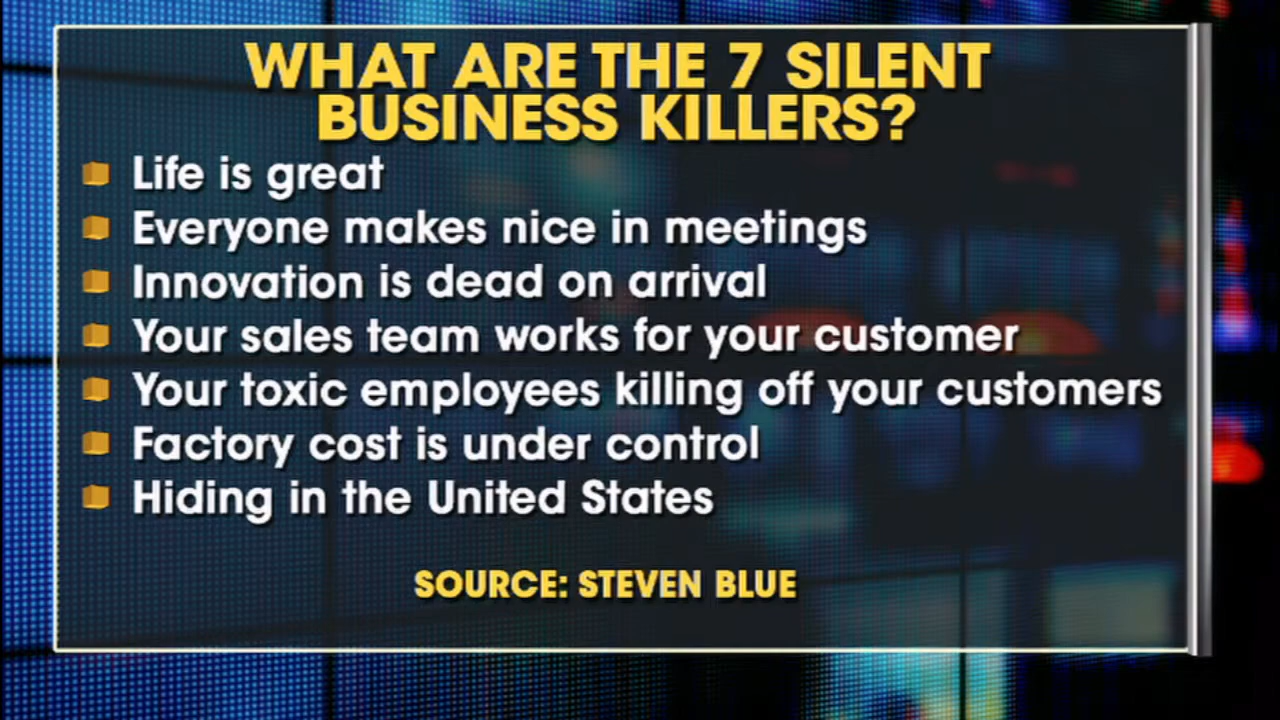 WHAT ARE THE 7 SILENT
BUSINESS KILLERS?
Life is great
Everyone makes nice in meetings
Innovation is dead on arrival
Your sales team works for your customer
Your toxic employees killing off your customers
Factory cost is under control
Hiding in the United States
SOURCE: STEVEN BLUE